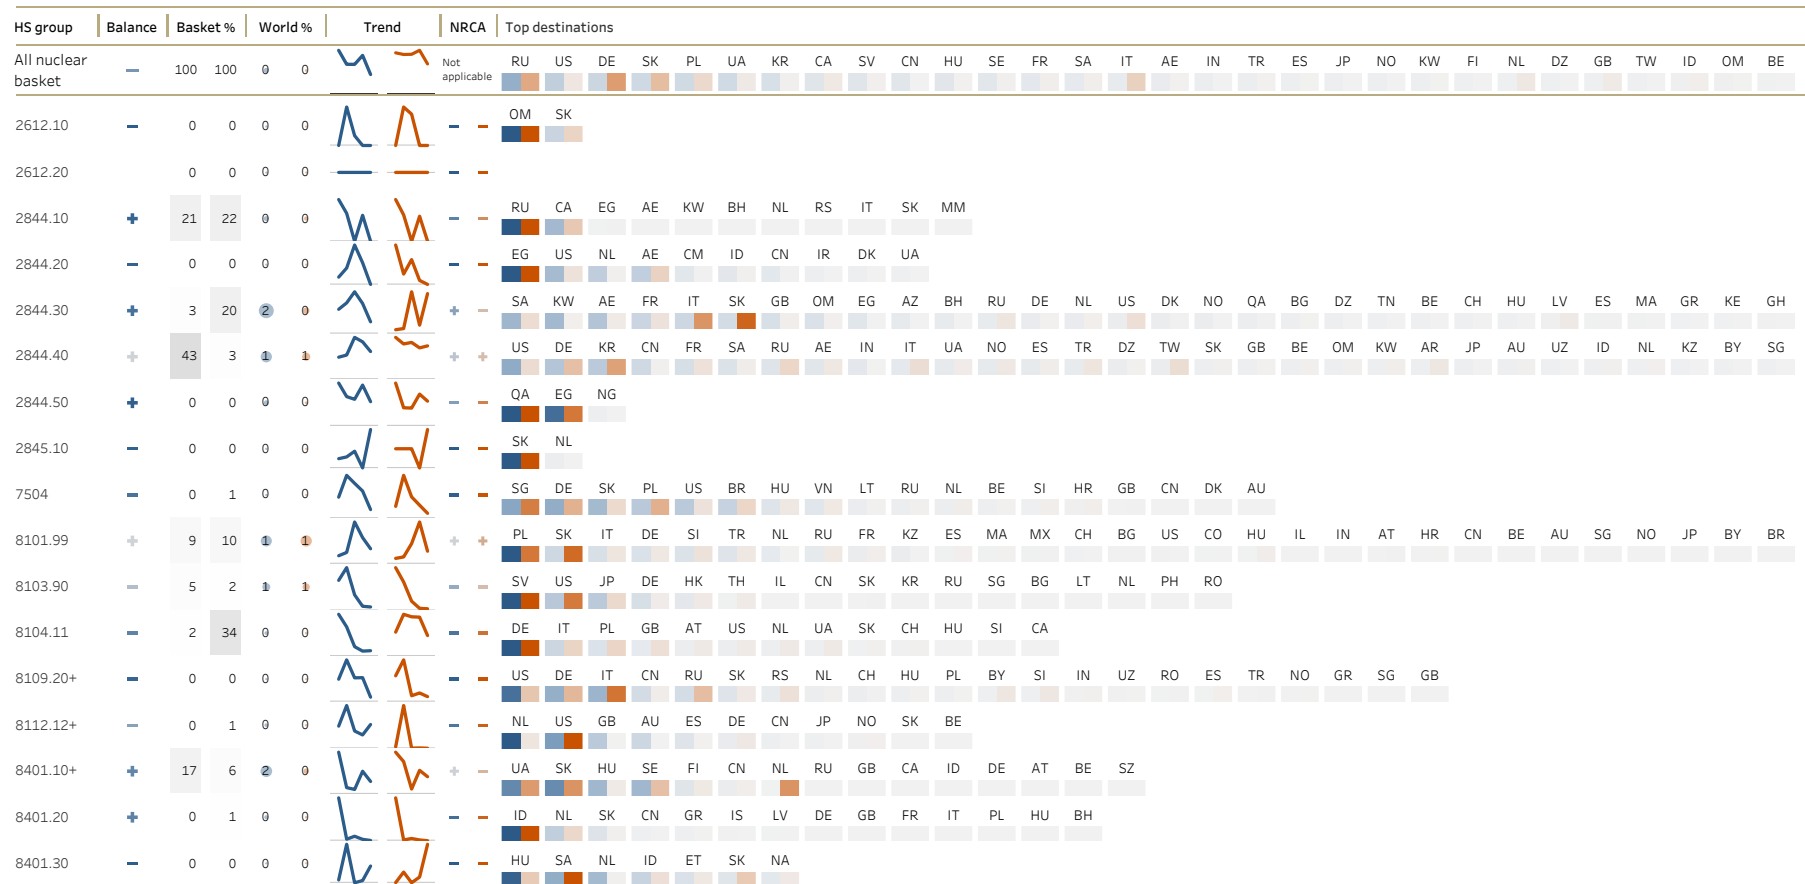 HS group Balance Basket % World % Trend NRCA Top destinations
All nuclear basket 100 100 0 0 Not applicable RU US DE SK PL UA KR CA SV CN HU SE FR SA IT AE IN TR ES JP NO KW FI NL DZ GB TW ID OM BE
2612.10 0 0 0 0 OM SK
2612.20 0 0 0 0
2844.10 21 22 0 0 RU CA EG AE KW BH NL RS IT SK MM
2844.20 0 0 0 0 EG US NL AE CM ID CN IR DK UA
2844.30 3 20 2 0 SA KW AE FR IT SK GB OM EG AZ BH RU DE NL US DK NO QA BG DZ TN BE CH HU LV ES MA GR KE GH
2844.40 43 3 1 1 US DE KR CN FR SA RU AE IN IT UA NO ES TR DZ TW SK GB BE OM KW AR JP AU UZ ID NL KZ BY SG
2844.50 0 0 0 0 QA EG NG
2845.10 0 0 0 0 SK NL
7504 0 1 0 0 SG DE SK PL US BR HU VN LT RU NL BE SI HR GB CN DK AU
8101.99 9 10 1 1 PL SK IT DE SI TR NL RU FR KZ ES MA MX CH BG US CO HU IL IN AT HR CN BE AU SG NO JP BY BR
8103.90 5 2 1 1 SV US JP DE HK TH IL CN SK KR RU SG BG LT NL PH RO
8104.11 2 34 0 0 DE IT PL GB AT US NL UA SK CH HU SI CA
8109.20+ 0 0 0 0 US DE IT CN RU SK RS NL CH HU PL BY SI IN UZ RO ES TR NO GR SG GB
8112.12+ 0 1 0 0 NL US GB AU ES DE CN JP NO SK BE
8401.10+ 17 6 2 0 UA SK HU SE FI CN NL RU GB CA ID DE AT BE SZ
8401.20 0 1 0 0 ID NL SK CN GR IS LV DE GB FR IT PL HU BH
8401.30 0 0 0 0 HU SA NL ID ET SK NA